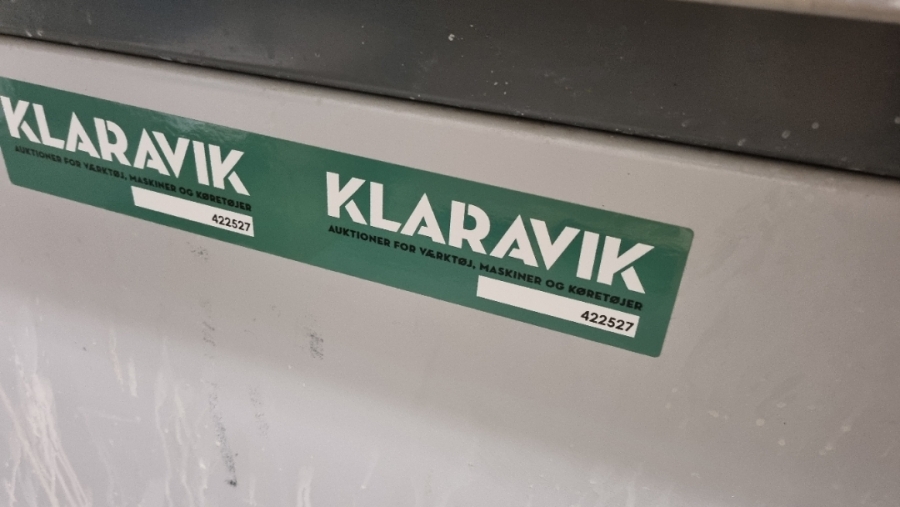 KLARAVIK
AUKTIONER FOR VÆRKTØJ, MASKINER OG KØRETØJER
422527
KLARAVIK
AUKTIONER FOR VÆRKTØJ, MASKINER OG KØRETØJER
422527